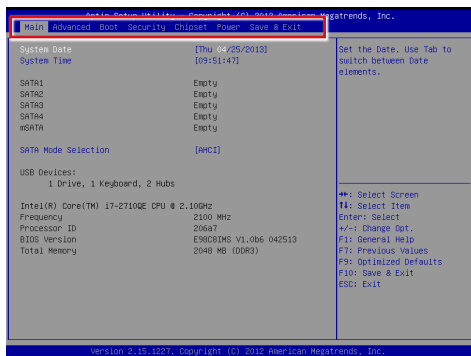 Aptio Setup Utility - Copyright (C) 2012 American Megatrends, Inc.
Main Advanced Boot Security Chipset Power Save & Exit
System Date [Thu 04/25/2013]
System Time [09:51:47]
SATA1 Empty
SATA2 Empty
SATA3 Empty
SATA4 Empty
mSATA Empty
SATA Mode Selection [AHCI]
USB Devices:
1 Drive, 1 Keyboard, 2 Hubs
Intel(R) Core(TM) i7-2710QE CPU @ 2.10GHz
Frequency 2100 MHz
Processor ID 206a7
BIOS Version E98C8IMS V1.0b6 042513
Total Memory 2048 MB (DDR3)
Set the Date. Use Tab to
switch between Date
elements.
→←: Select Screen
↑↓: Select Item
Enter: Select
+/-: Change Opt.
F1: General Help
F7: Previous Values
F9: Optimized Defaults
F10: Save & Exit
ESC: Exit
Version 2.15.1227. Copyright (C) 2012 American Megatrends, Inc.